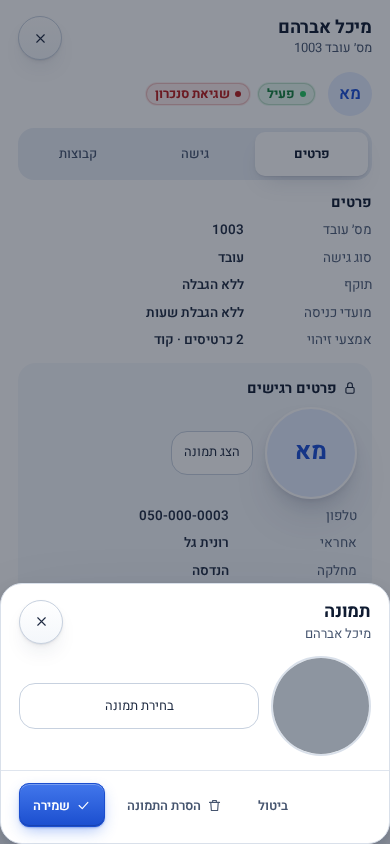 מיכל אברהם
מס׳ עובד 1003
מא
פעיל
שגיאת סנכרון
פרטים
גישה
קבוצות
פרטים
מס׳ עובד 1003
סוג גישה עובד
תוקף ללא הגבלה
מועדי כניסה ללא הגבלת שעות
אמצעי זיהוי 2 כרטיסים · קוד
פרטים רגישים
מא
הצג תמונה
טלפון 050-000-0003
אחראי רונית גל
מחלקה הנדסה
תמונה
מיכל אברהם
בחירת תמונה
ביטול
הסרת התמונה
שמירה